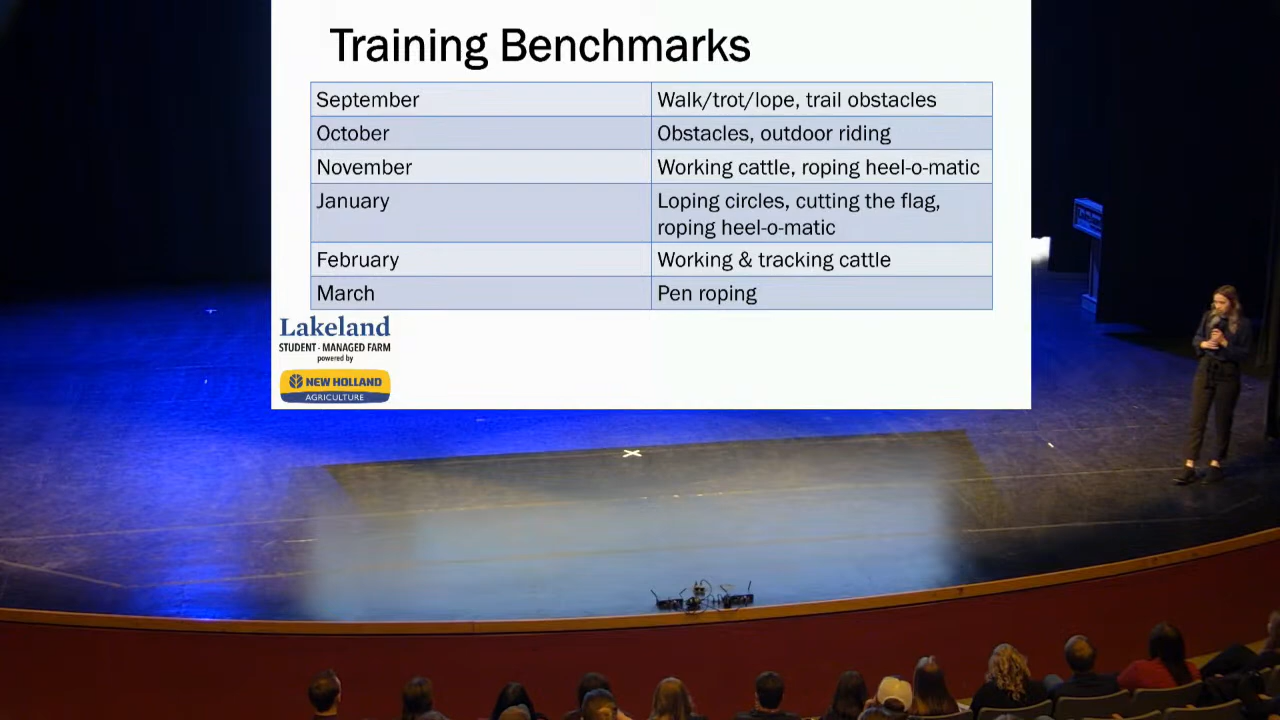 Training Benchmarks
September Walk/trot/lope, trail obstacles
October Obstacles, outdoor riding
November Working cattle, roping heel-o-matic
January Loping circles, cutting the flag,
roping heel-o-matic
February Working & tracking cattle
March Pen roping
Lakeland
STUDENT - MANAGED FARM
powered by
NEW HOLLAND
AGRICULTURE